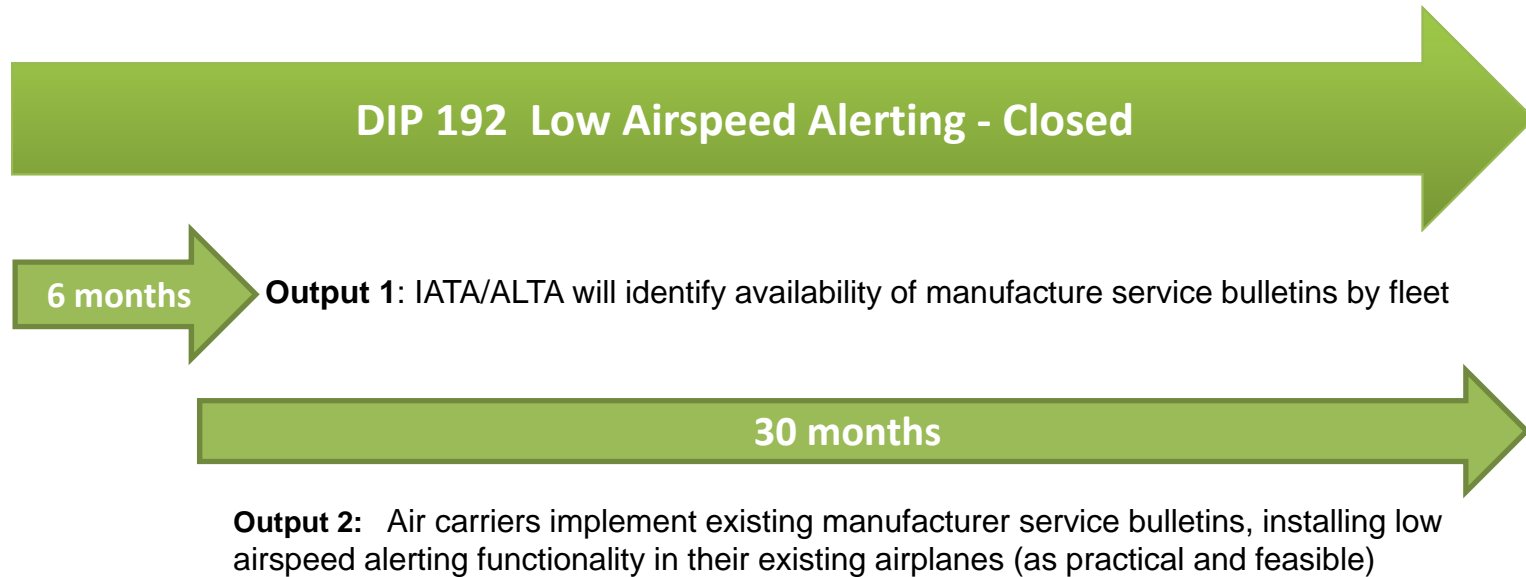 DIP 192  Low Airspeed Alerting - Closed
6 months
Output 1: IATA/ALTA will identify availability of manufacture service bulletins by fleet
30 months
Output 2:   Air carriers implement existing manufacturer service bulletins, installing low
airspeed alerting functionality in their existing airplanes (as practical and feasible)